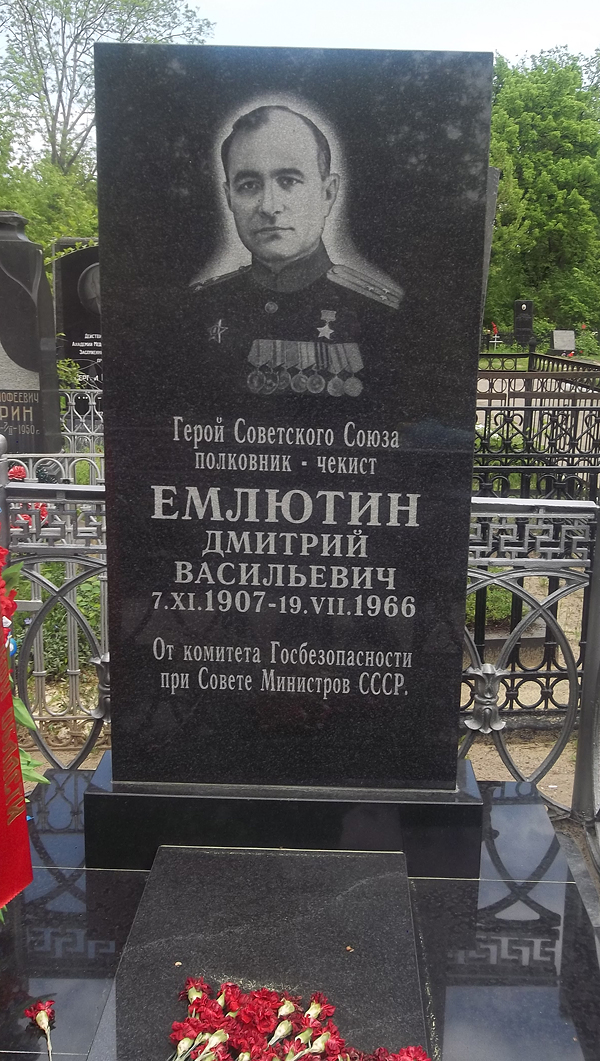 Герой Советского Союза
полковник - чекист
ЕМЛЮТИН
ДМИТРИЙ
ВАСИЛЬЕВИЧ
7.XI.1907-19.VII.1966
От комитета Госбезопасности
при Совете Министров СССР.